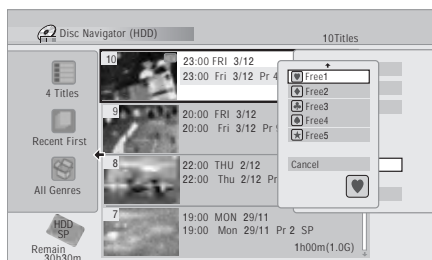 Disc Navigator (HDD)
10Titles
4 Titles
Recent First
All Genres
HDD
SP
Remain
30h30m
10
23:00 FRI 3/12
23:00 Fri 3/12 Pr 4
9
20:00 FRI 3/12
20:00 Fri 3/12 Pr
8
22:00 THU 2/12
22:00 Thu 2/12 Pr
7
19:00 MON 29/11
19:00 Mon 29/11 Pr 2 SP
1h00m(1.0G)
Free1
Free2
Free3
Free4
Free5
Cancel